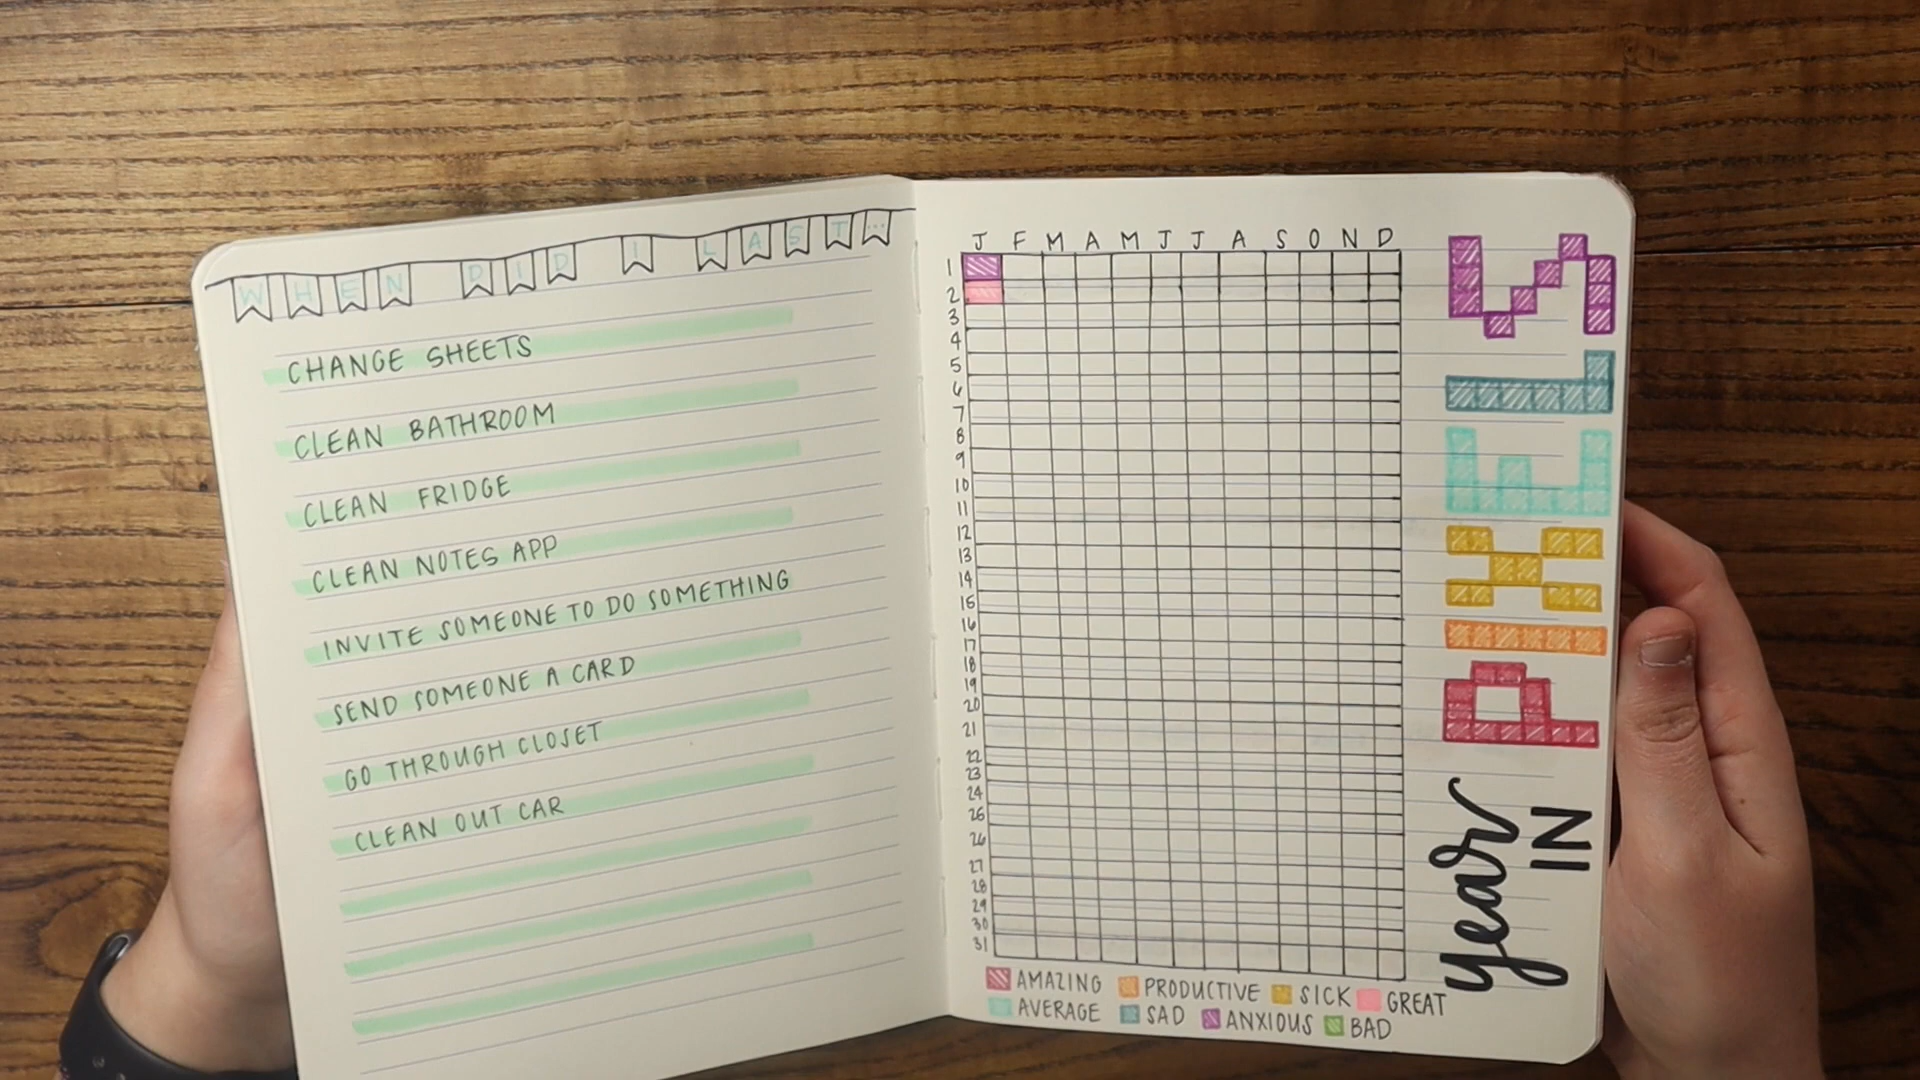 WHEN DID I LAST...
CHANGE SHEETS
CLEAN BATHROOM
CLEAN FRIDGE
CLEAN NOTES APP
INVITE SOMEONE TO DO SOMETHING
SEND SOMEONE A CARD
GO THROUGH CLOSET
CLEAN OUT CAR
J F M A M J J A S O N D
1
2
3
4
5
6
7
8
9
10
11
12
13
14
15
16
17
18
19
20
21
22
23
24
25
26
27
28
29
30
31
AMAZING PRODUCTIVE SICK GREAT
AVERAGE SAD ANXIOUS BAD
year
IN
PIXELS